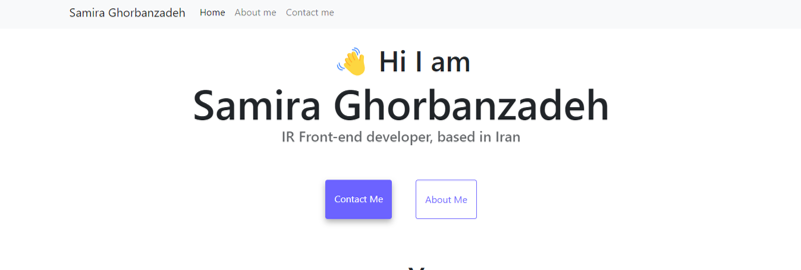 Samira Ghorbanzadeh Home About me Contact me
👋 Hi I am
Samira Ghorbanzadeh
IR Front-end developer, based in Iran
Contact Me About Me